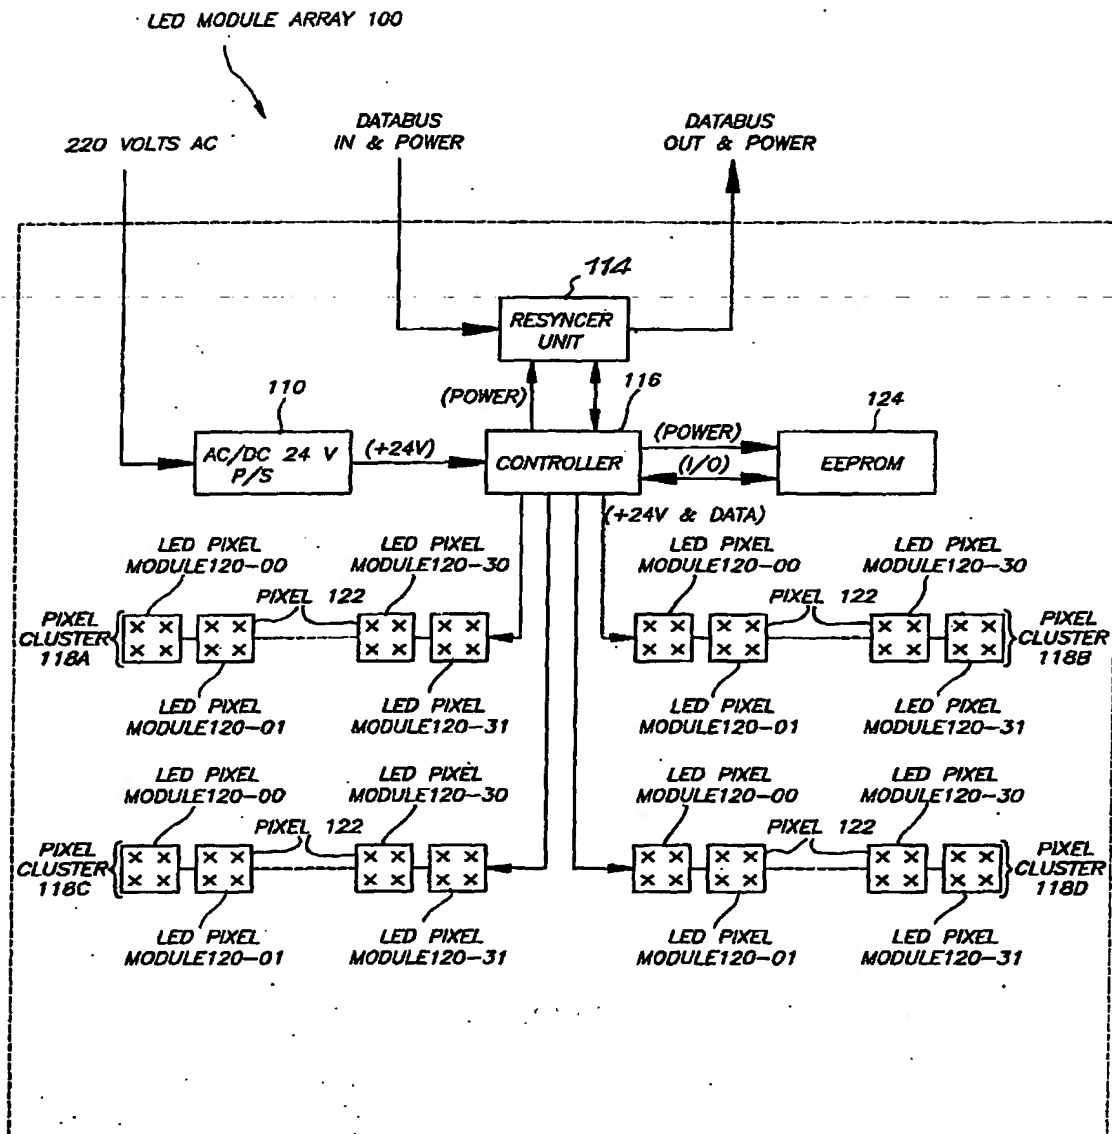 LED MODULE ARRAY 100
220 VOLTS AC
DATABUS
IN & POWER
DATABUS
OUT & POWER
114
RESYNCER
UNIT
110
(POWER)
116
124
AC/DC 24 V
P/S
(+24V)
CONTROLLER
(POWER)
(I/O)
EEPROM
(+24V & DATA)
LED PIXEL
MODULE120-00
LED PIXEL
MODULE120-30
LED PIXEL
MODULE120-00
LED PIXEL
MODULE120-30
PIXEL
CLUSTER
118A
PIXEL 122
PIXEL 122
PIXEL
CLUSTER
118B
LED PIXEL
MODULE120-01
LED PIXEL
MODULE120-31
LED PIXEL
MODULE120-01
LED PIXEL
MODULE120-31
LED PIXEL
MODULE120-00
LED PIXEL
MODULE120-30
LED PIXEL
MODULE120-00
LED PIXEL
MODULE120-30
PIXEL
CLUSTER
118C
PIXEL 122
PIXEL 122
PIXEL
CLUSTER
118D
LED PIXEL
MODULE120-01
LED PIXEL
MODULE120-31
LED PIXEL
MODULE120-01
LED PIXEL
MODULE120-31